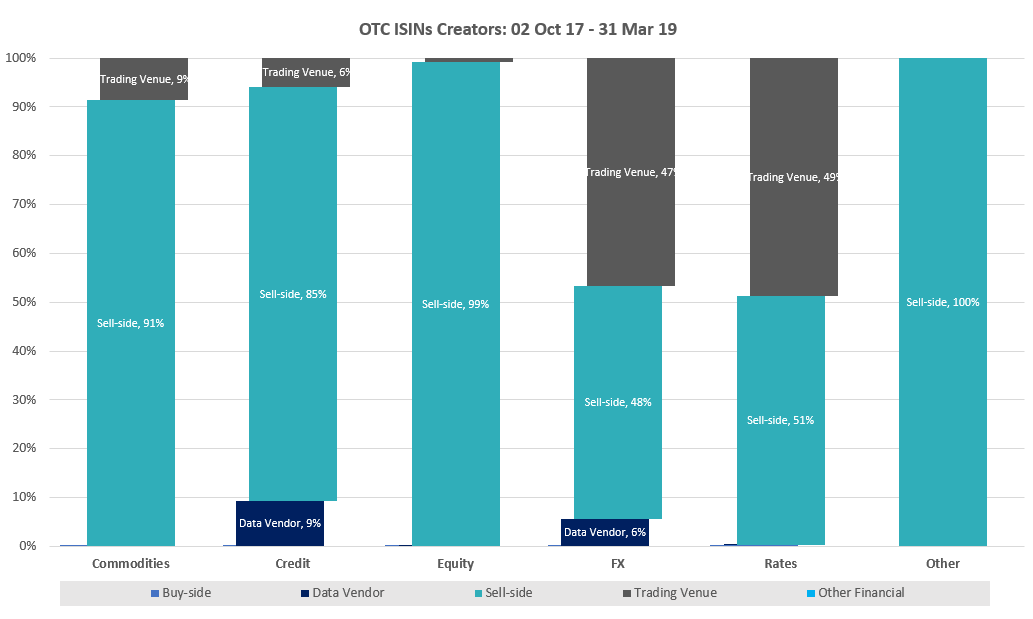 OTC ISINs Creators: 02 Oct 17 - 31 Mar 19
100%
90%
80%
70%
60%
50%
40%
30%
20%
10%
0%
Trading Venue, 9%
Sell-side, 91%
Trading Venue, 6%
Sell-side, 85%
Data Vendor, 9%
Sell-side, 99%
Trading Venue, 47%
Sell-side, 48%
Data Vendor, 6%
Trading Venue, 49%
Sell-side, 51%
Sell-side, 100%
Commodities Credit Equity FX Rates Other
Buy-side Data Vendor Sell-side Trading Venue Other Financial